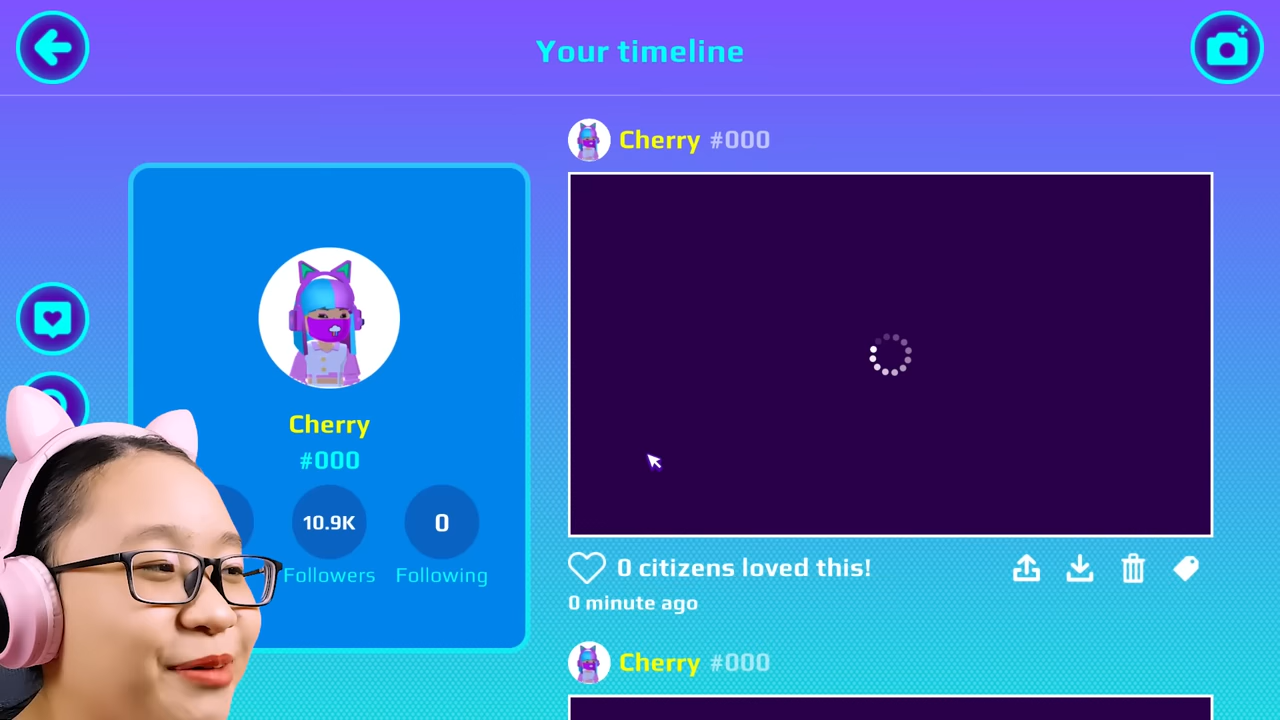 Your timeline
Cherry #000
Cherry
#000
10.9K
0
Followers
Following
0 citizens loved this!
0 minute ago
Cherry #000